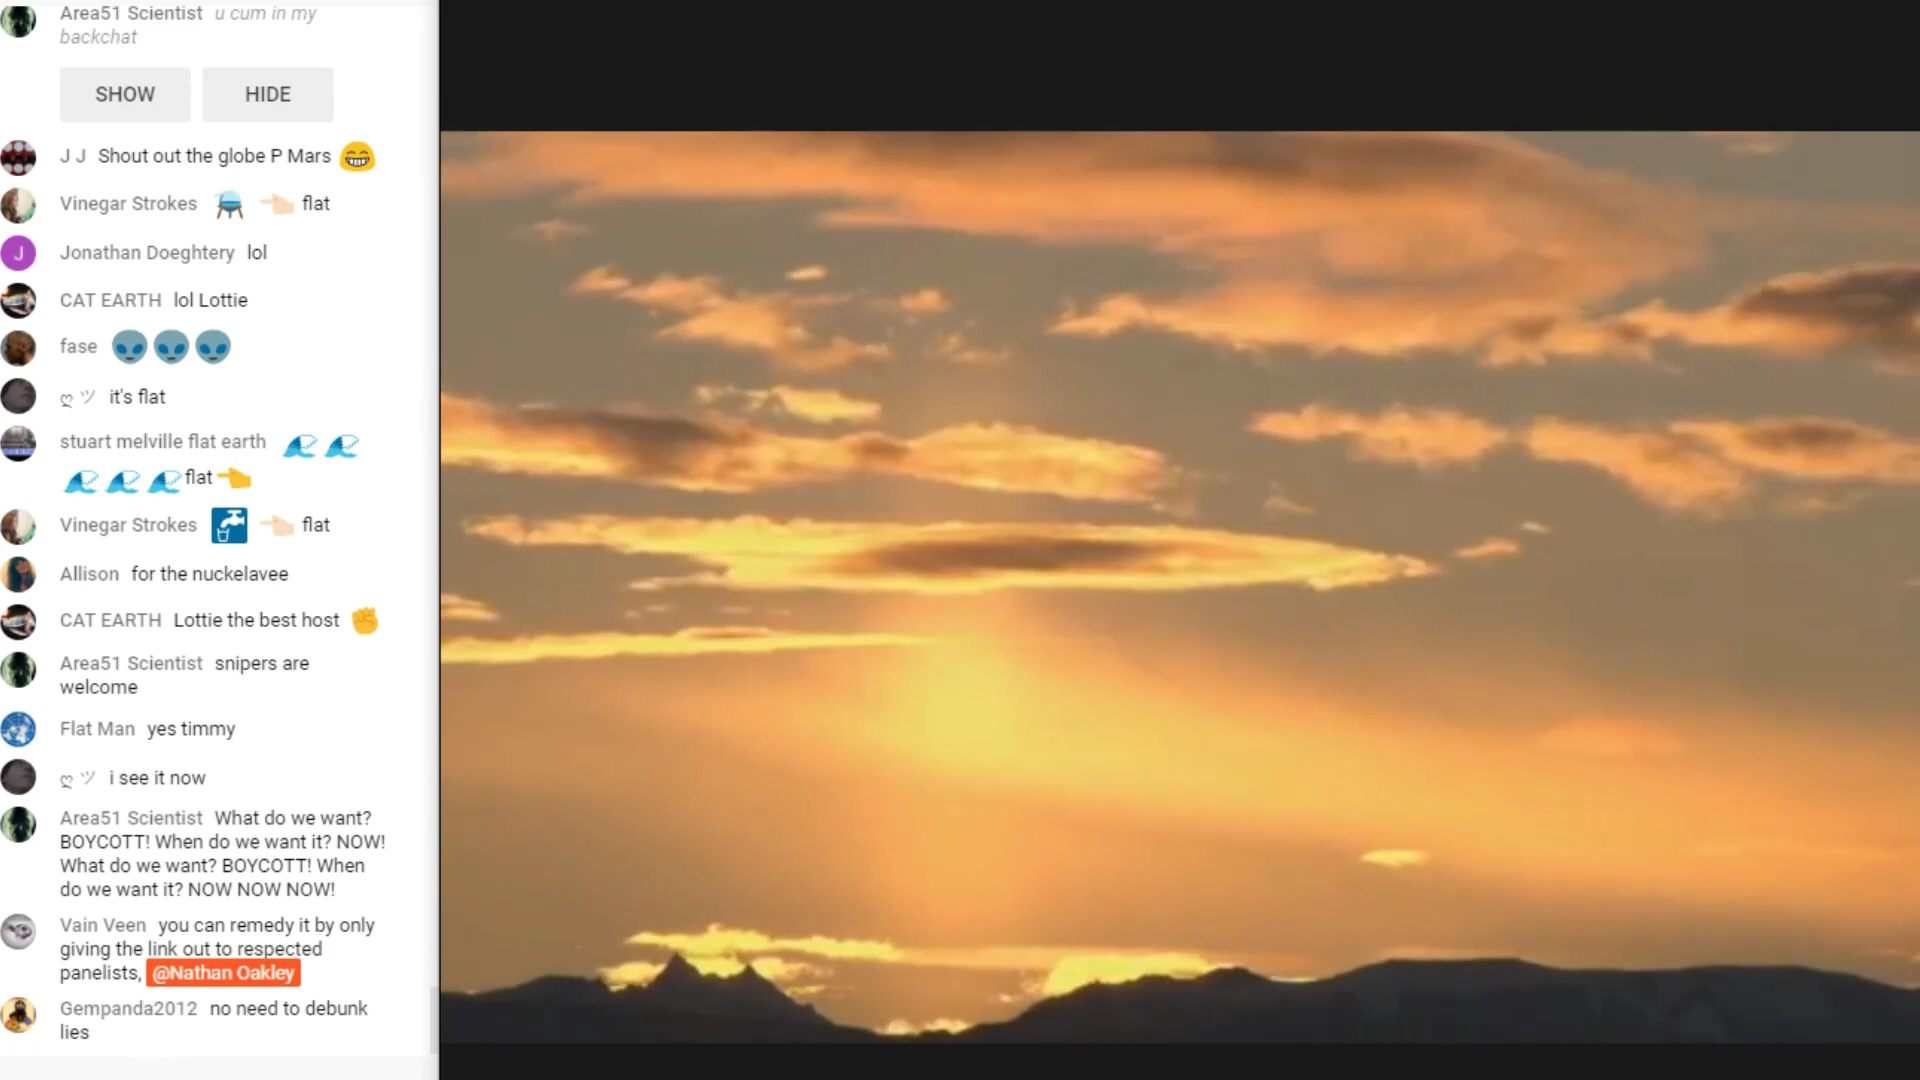 Area51 Scientist u cum in my
backchat
SHOW HIDE
J J Shout out the globe P Mars 😁
Vinegar Strokes flat
J Jonathan Doeghtery lol
CAT EARTH lol Lottie
fase 👽👽👽
ღ ツ it's flat
stuart melville flat earth 🌊🌊
🌊🌊🌊flat👈
Vinegar Strokes 🚰 👈🏻 flat
Allison for the nuckelavee
CAT EARTH Lottie the best host ✊
Area51 Scientist snipers are
welcome
Flat Man yes timmy
ღ ツ i see it now
Area51 Scientist What do we want?
BOYCOTT! When do we want it? NOW!
What do we want? BOYCOTT! When
do we want it? NOW NOW NOW!
Vain Veen you can remedy it by only
giving the link out to respected
panelists, @Nathan Oakley
Gempanda2012 no need to debunk
lies